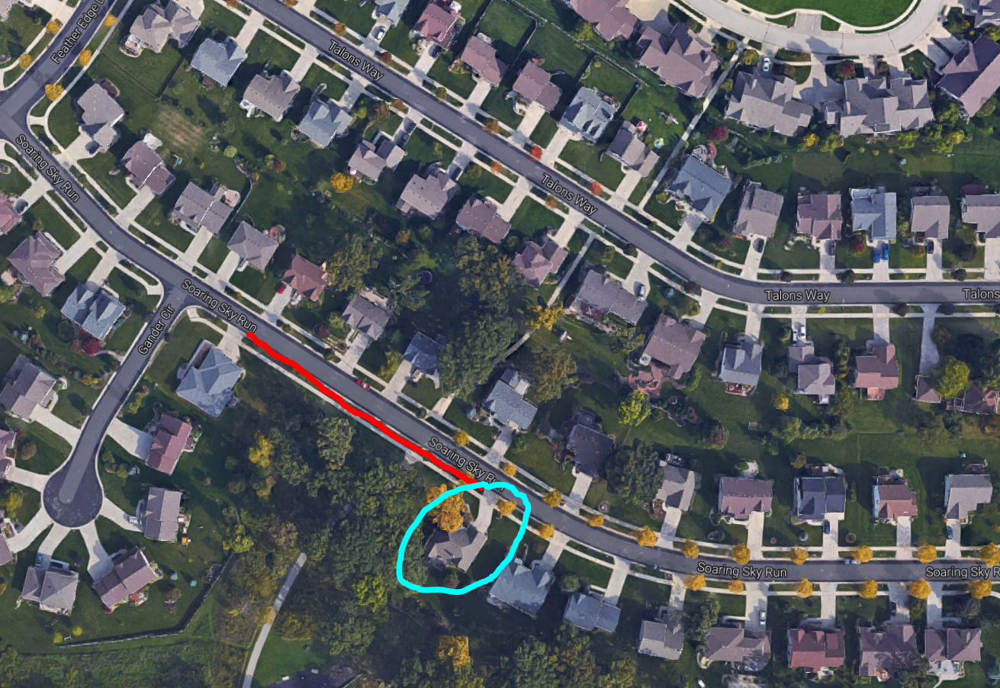 Feather Edge D
Talons Way
Soaring Sky Run
Talons Way
Soaring Sky Run
Talons Way
Talons
Gander Cir
Soaring Sky Ru
Soaring Sky Run
Soaring Sky R